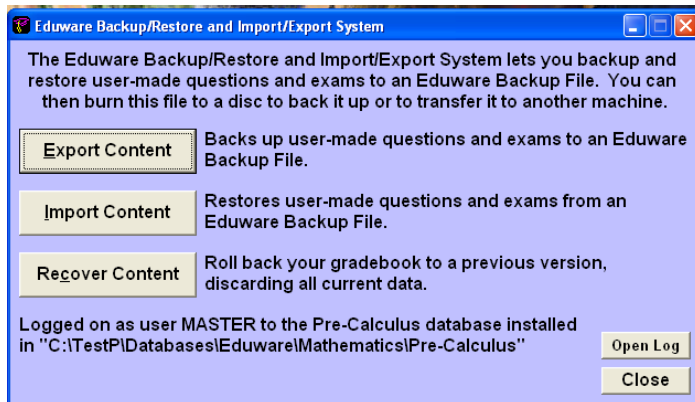 Eduware Backup/Restore and Import/Export System
The Eduware Backup/Restore and Import/Export System lets you backup and
restore user-made questions and exams to an Eduware Backup File.  You can
then burn this file to a disc to back it up or to transfer it to another machine.
Export Content
Backs up user-made questions and exams to an Eduware
Backup File.
Import Content
Restores user-made questions and exams from an
Eduware Backup File.
Recover Content
Roll back your gradebook to a previous version,
discarding all current data.
Logged on as user MASTER to the Pre-Calculus database installed
in "C:\TestP\Databases\Eduware\Mathematics\Pre-Calculus"
Open Log
Close